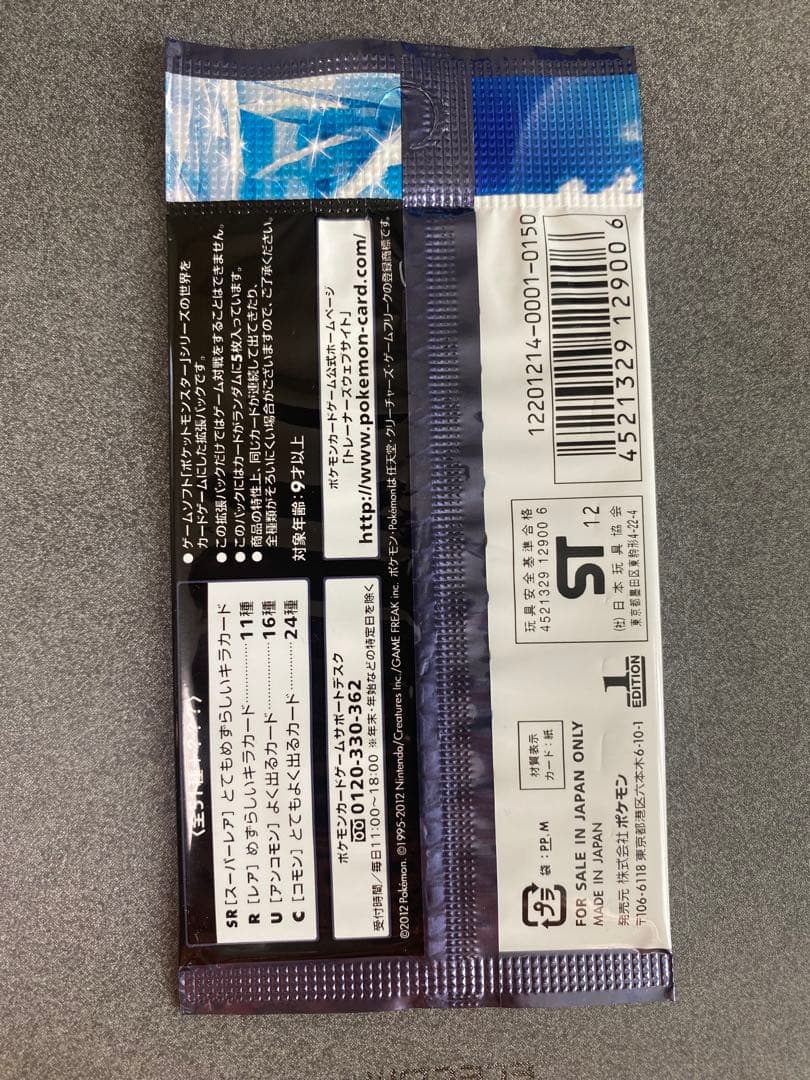 ●ゲームソフト「ポケットモンスター」シリーズの世界を
カードゲームにした拡張パックです。
●この拡張パックだけではゲーム対戦をすることはできません。
●このパックにはカードがランダムに5枚入っています。
●商品の特性上、同じカードが連続して出てきたり、
全種類がそろいにくい場合がございますので、ご了承ください。
対象年齢：9才以上
ポケモンカードゲーム公式ホームページ
「トレーナーズウェブサイト」
http://www.pokemon-card.com/
SR［スーパーレア］とてもめずらしいキラカード
R［レア］めずらしいキラカード…………11種
U［アンコモン］よく出るカード…………16種
C［コモン］とてもよく出るカード………24種
ポケモンカードゲームサポートデスク
0120-330-362
受付時間／毎日11:00〜18:00 ※年末・年始などの特定日を除く
©2012 Pokémon. ©1995-2012 Nintendo/Creatures Inc./GAME FREAK inc. ポケモン・Pokémonは任天堂・クリーチャーズ・ゲームフリークの登録商標です。
12201214-0001-0150
4521329 129006
玩具安全基準合格
4521329 12900 6
ST 12
(社)日本玩具協会
東京都墨田区東駒形4-22-4
1 EDITION
材質表示
カード：紙
プラ
袋：PP.M
FOR SALE IN JAPAN ONLY
MADE IN JAPAN
発売元 株式会社ポケモン
〒106-6118 東京都港区六本木6-10-1